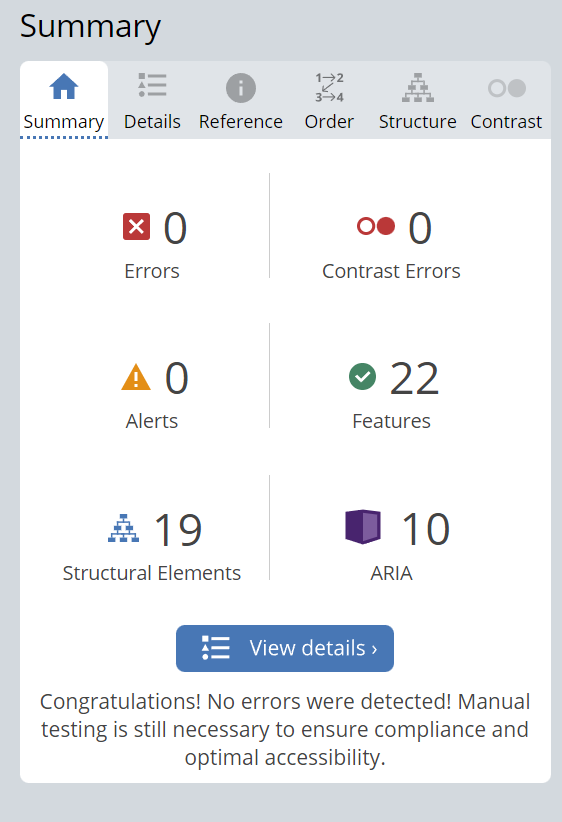 Summary
1→2
3→4
Summary Details Reference Order Structure Contrast
0 0
Errors Contrast Errors
0 22
Alerts Features
19 10
Structural Elements ARIA
View details ›
Congratulations! No errors were detected! Manual
testing is still necessary to ensure compliance and
optimal accessibility.